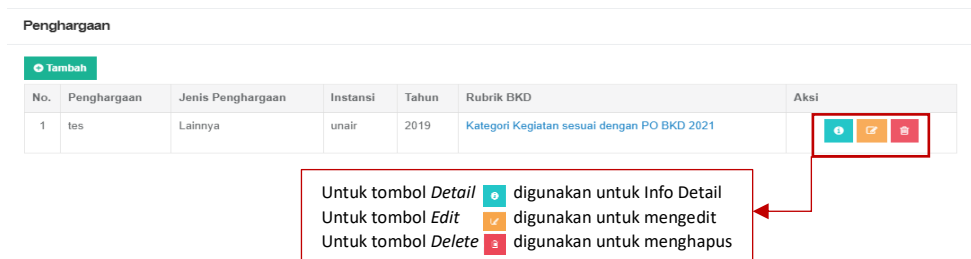 Penghargaan
Tambah
No. Penghargaan Jenis Penghargaan Instansi Tahun Rubrik BKD Aksi
1 tes Lainnya unair 2019 Kategori Kegiatan sesuai dengan PO BKD 2021
Untuk tombol Detail digunakan untuk Info Detail
Untuk tombol Edit digunakan untuk mengedit
Untuk tombol Delete digunakan untuk menghapus